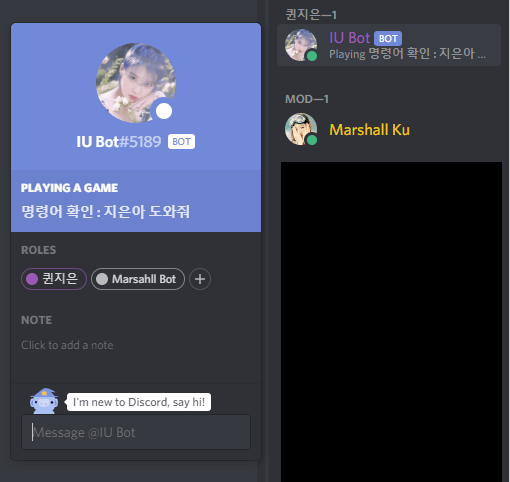 IU Bot#5189 BOT
PLAYING A GAME
명령어 확인 : 지은아 도와줘
ROLES
퀸지은 Marsahll Bot +
NOTE
Click to add a note
I'm new to Discord, say hi!
Message @IU Bot
퀸지은—1
IU Bot BOT
Playing 명령어 확인 : 지은아 ...
MOD—1
Marshall Ku